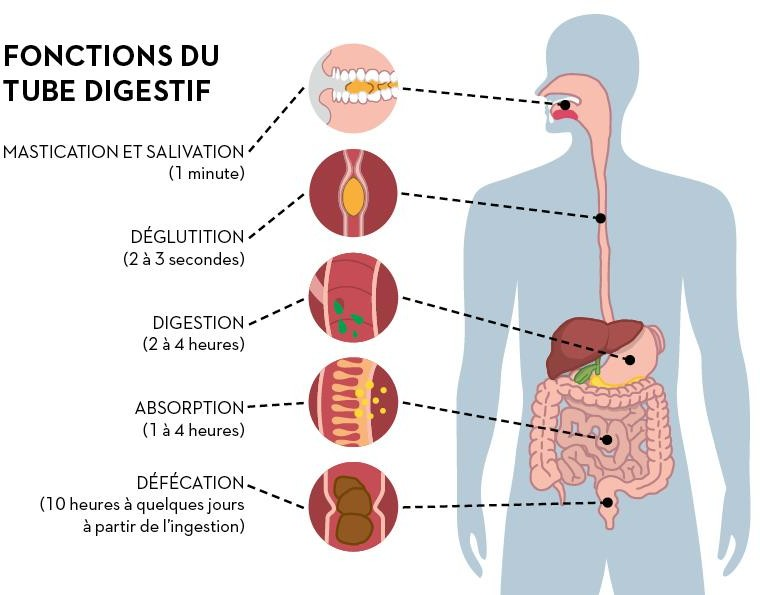 FONCTIONS DU
TUBE DIGESTIF
MASTICATION ET SALIVATION
(1 minute)
DÉGLUTITION
(2 à 3 secondes)
DIGESTION
(2 à 4 heures)
ABSORPTION
(1 à 4 heures)
DÉFÉCATION
(10 heures à quelques jours
à partir de l'ingestion)